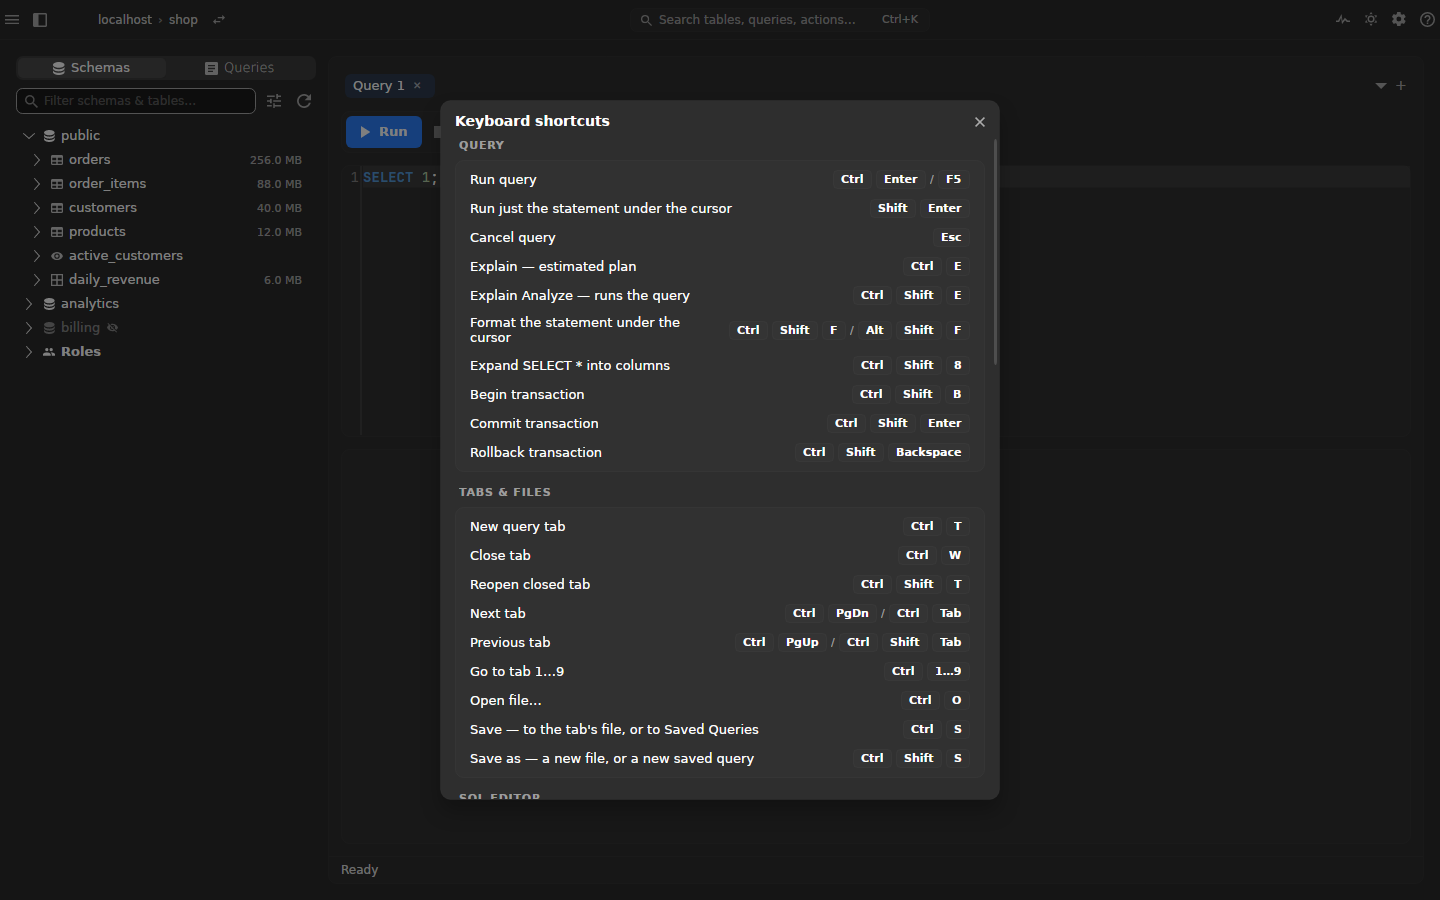 localhost › shop
Search tables, queries, actions... Ctrl+K
Schemas
Queries
Filter schemas & tables...
public
orders 256.0 MB
order_items 88.0 MB
customers 40.0 MB
products 12.0 MB
active_customers
daily_revenue 6.0 MB
analytics
billing
Roles
Query 1 ×
Run
1 SELECT 1;
Keyboard shortcuts
QUERY
Run query Ctrl Enter / F5
Run just the statement under the cursor Shift Enter
Cancel query Esc
Explain — estimated plan Ctrl E
Explain Analyze — runs the query Ctrl Shift E
Format the statement under the
cursor Ctrl Shift F / Alt Shift F
Expand SELECT * into columns Ctrl Shift 8
Begin transaction Ctrl Shift B
Commit transaction Ctrl Shift Enter
Rollback transaction Ctrl Shift Backspace
TABS & FILES
New query tab Ctrl T
Close tab Ctrl W
Reopen closed tab Ctrl Shift T
Next tab Ctrl PgDn / Ctrl Tab
Previous tab Ctrl PgUp / Ctrl Shift Tab
Go to tab 1...9 Ctrl 1...9
Open file... Ctrl O
Save — to the tab's file, or to Saved Queries Ctrl S
Save as — a new file, or a new saved query Ctrl Shift S
SQL EDITOR
Ready